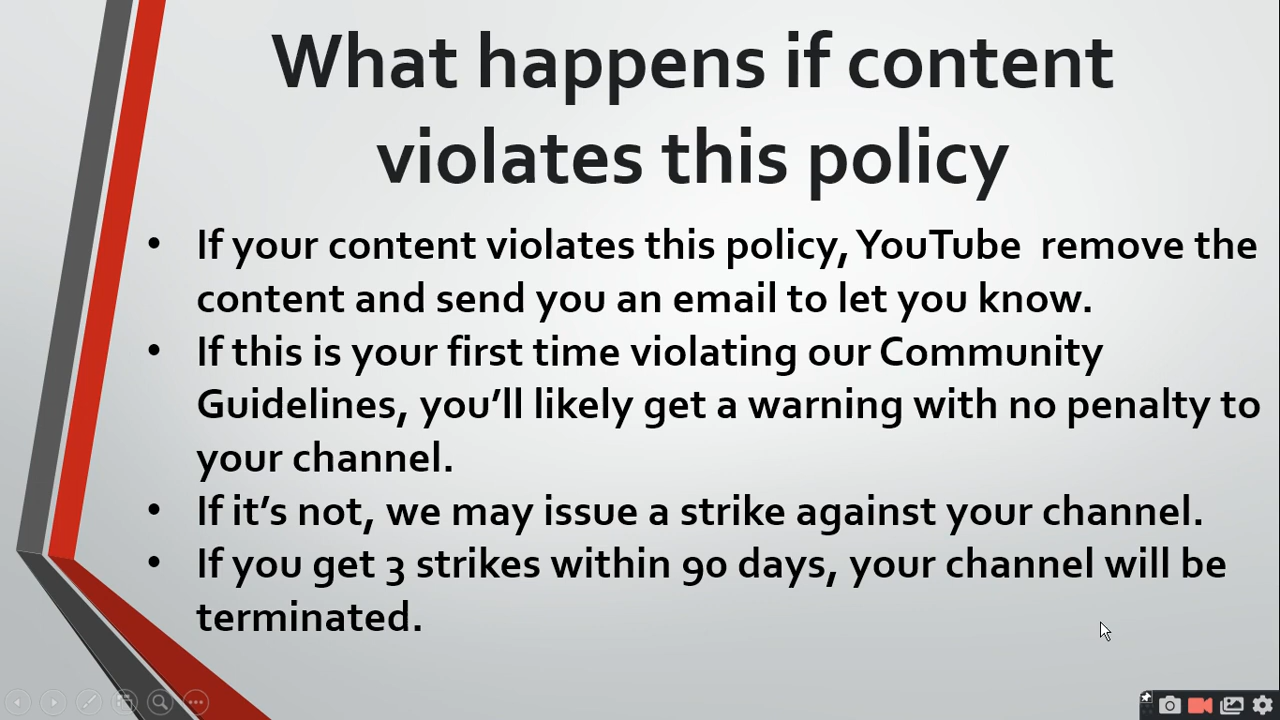 What happens if content
violates this policy
• If your content violates this policy, YouTube  remove the
content and send you an email to let you know.
• If this is your first time violating our Community
Guidelines, you’ll likely get a warning with no penalty to
your channel.
• If it’s not, we may issue a strike against your channel.
• If you get 3 strikes within 90 days, your channel will be
terminated.